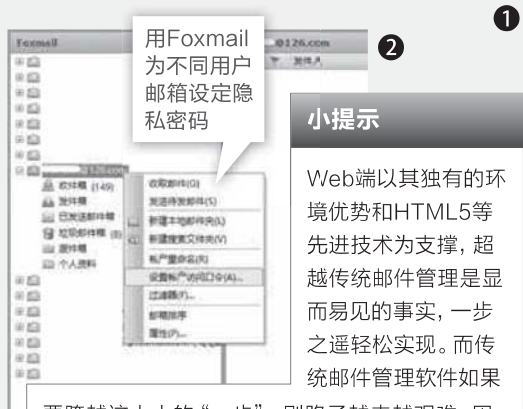 ❶
Foxmail
@126.com
❷
发件人
用Foxmail
为不同用户
邮箱设定隐
私密码
@126.com
收件箱 (149)
发件箱
已发送邮件箱
垃圾邮件箱 (8)
废件箱
个人资料
收取邮件(G)
发送待发邮件(S)
新建本地邮件夹(L)
新建搜索文件夹(V)
帐户重命名(R)
设置帐户访问口令(A)...
过滤器(F)...
邮箱排序
属性(P)...
小提示
Web端以其独有的环
境优势和HTML5等
先进技术为支撑，超
越传统邮件管理是显
而易见的事实，一步
之遥轻松实现。而传
统邮件管理软件如果